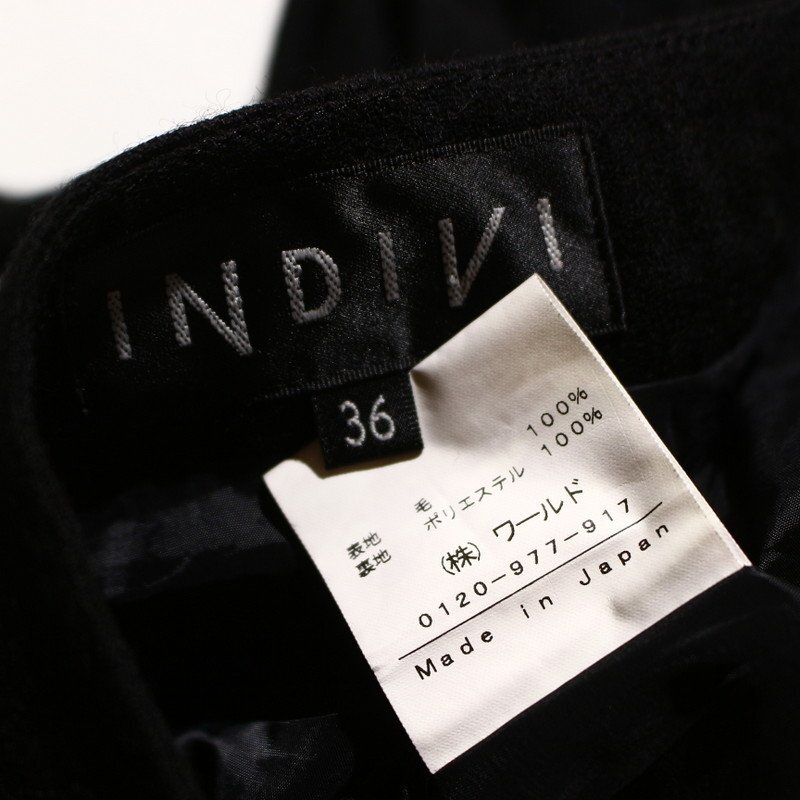 INDIVI
36
表地 毛 100%
裏地 ポリエステル 100%
(株) ワールド
0120-977-917
Made in Japan